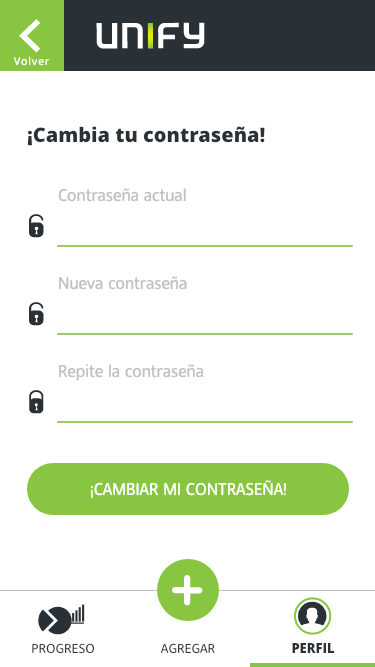 Volver
UNIFY
¡Cambia tu contraseña!
Contraseña actual
Nueva contraseña
Repite la contraseña
¡CAMBIAR MI CONTRASEÑA!
PROGRESO
AGREGAR
PERFIL